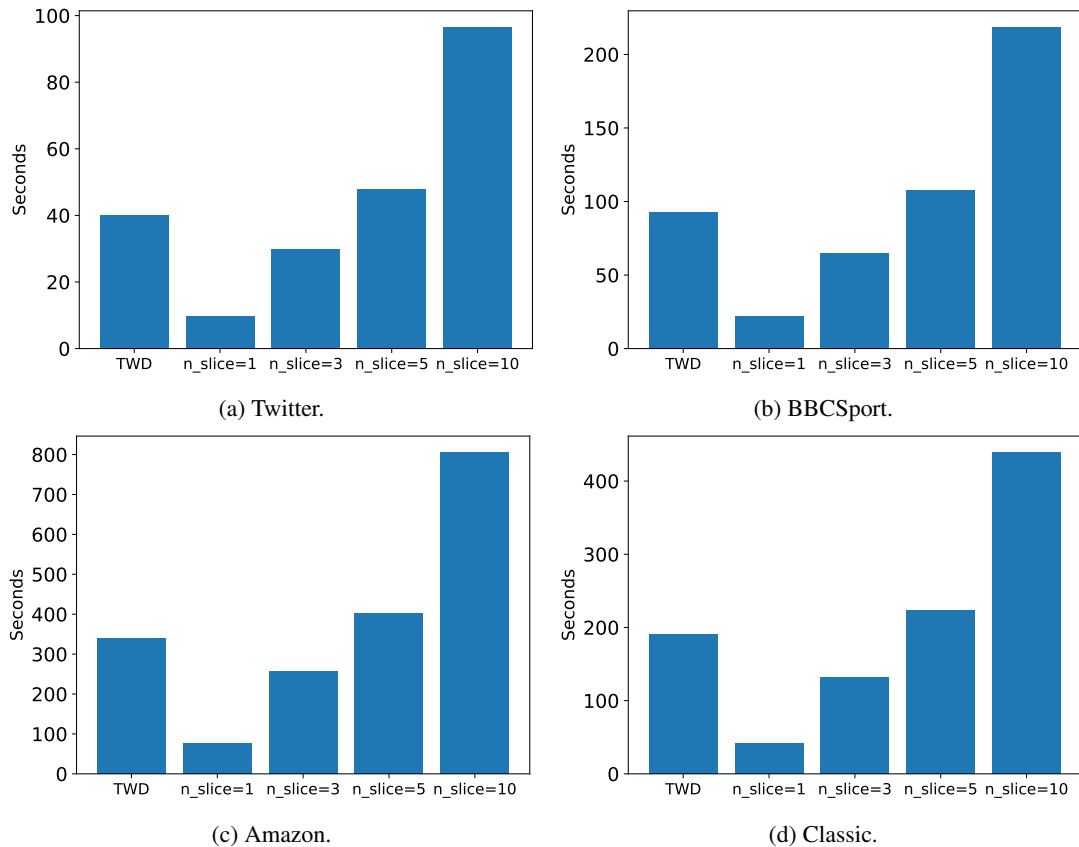 100
80
60
40
20
0
Seconds
TWD n_slice=1 n_slice=3 n_slice=5 n_slice=10
(a) Twitter.
200
150
100
50
0
Seconds
TWD n_slice=1 n_slice=3 n_slice=5 n_slice=10
(b) BBCSport.
800
700
600
500
400
300
200
100
0
Seconds
TWD n_slice=1 n_slice=3 n_slice=5 n_slice=10
(c) Amazon.
400
300
200
100
0
Seconds
TWD n_slice=1 n_slice=3 n_slice=5 n_slice=10
(d) Classic.